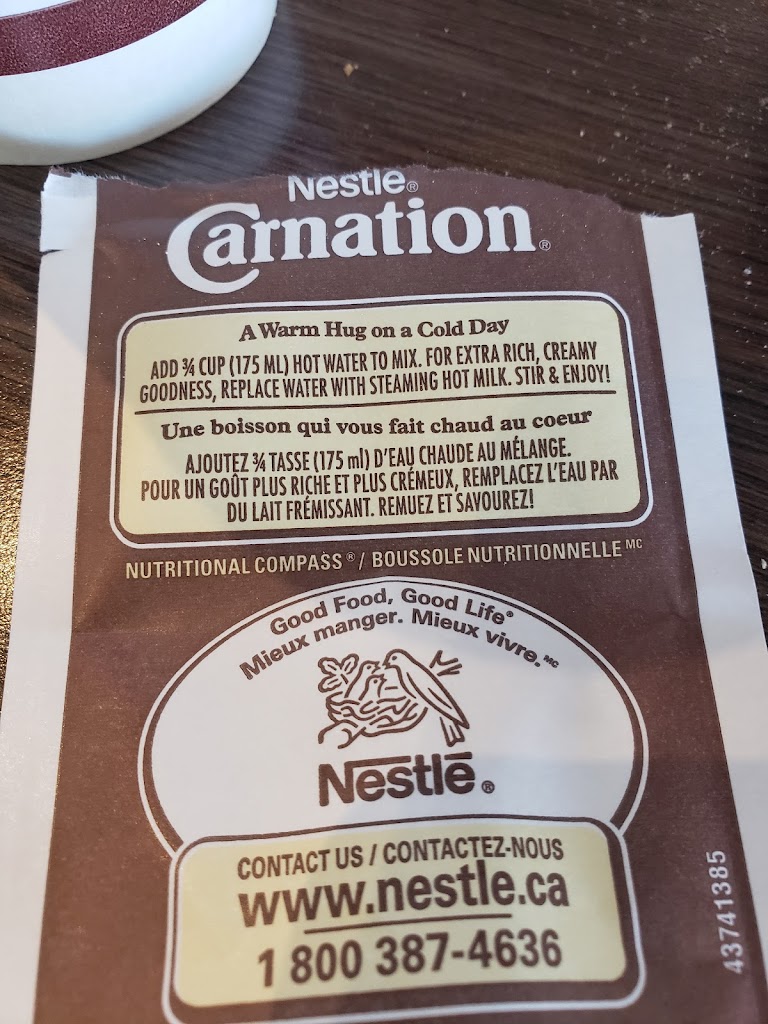 Nestlé®
Carnation®
A Warm Hug on a Cold Day
ADD ¾ CUP (175 ML) HOT WATER TO MIX. FOR EXTRA RICH, CREAMY
GOODNESS, REPLACE WATER WITH STEAMING HOT MILK. STIR & ENJOY!
Une boisson qui vous fait chaud au coeur
AJOUTEZ ¾ TASSE (175 ml) D'EAU CHAUDE AU MÉLANGE.
POUR UN GOÛT PLUS RICHE ET PLUS CRÉMEUX, REMPLACEZ L'EAU PAR
DU LAIT FRÉMISSANT. REMUEZ ET SAVOUREZ!
NUTRITIONAL COMPASS® / BOUSSOLE NUTRITIONNELLE MC
Good Food, Good Life®
Mieux manger. Mieux vivre.MC
Nestlé®
CONTACT US / CONTACTEZ-NOUS
www.nestle.ca
1 800 387-4636
43741385